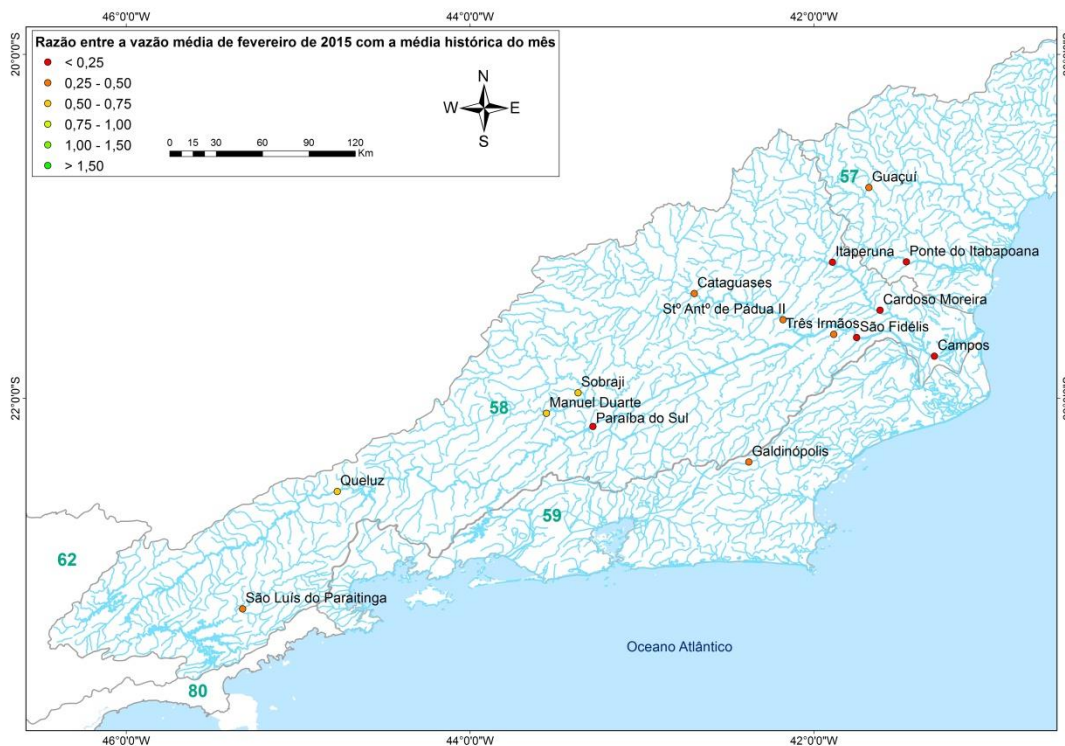 46°0'0"W
44°0'0"W
42°0'0"W
20°0'0"S
Razão entre a vazão média de fevereiro de 2015 com a média histórica do mês
< 0,25
0,25 - 0,50
0,50 - 0,75
0,75 - 1,00
1,00 - 1,50
> 1,50
N
W
E
S
0
15
30
60
90
120
Km
57
Guaçuí
Itaperuna
Ponte do Itabapoana
Cataguases
Cardoso Moreira
Stº Antº de Pádua II
Três Irmãos
São Fidélis
Campos
Sobraji
22°0'0"S
58
Manuel Duarte
Paraíba do Sul
Galdinópolis
Queluz
59
62
São Luís do Paraitinga
Oceano Atlântico
80
46°0'0"W
44°0'0"W
42°0'0"W